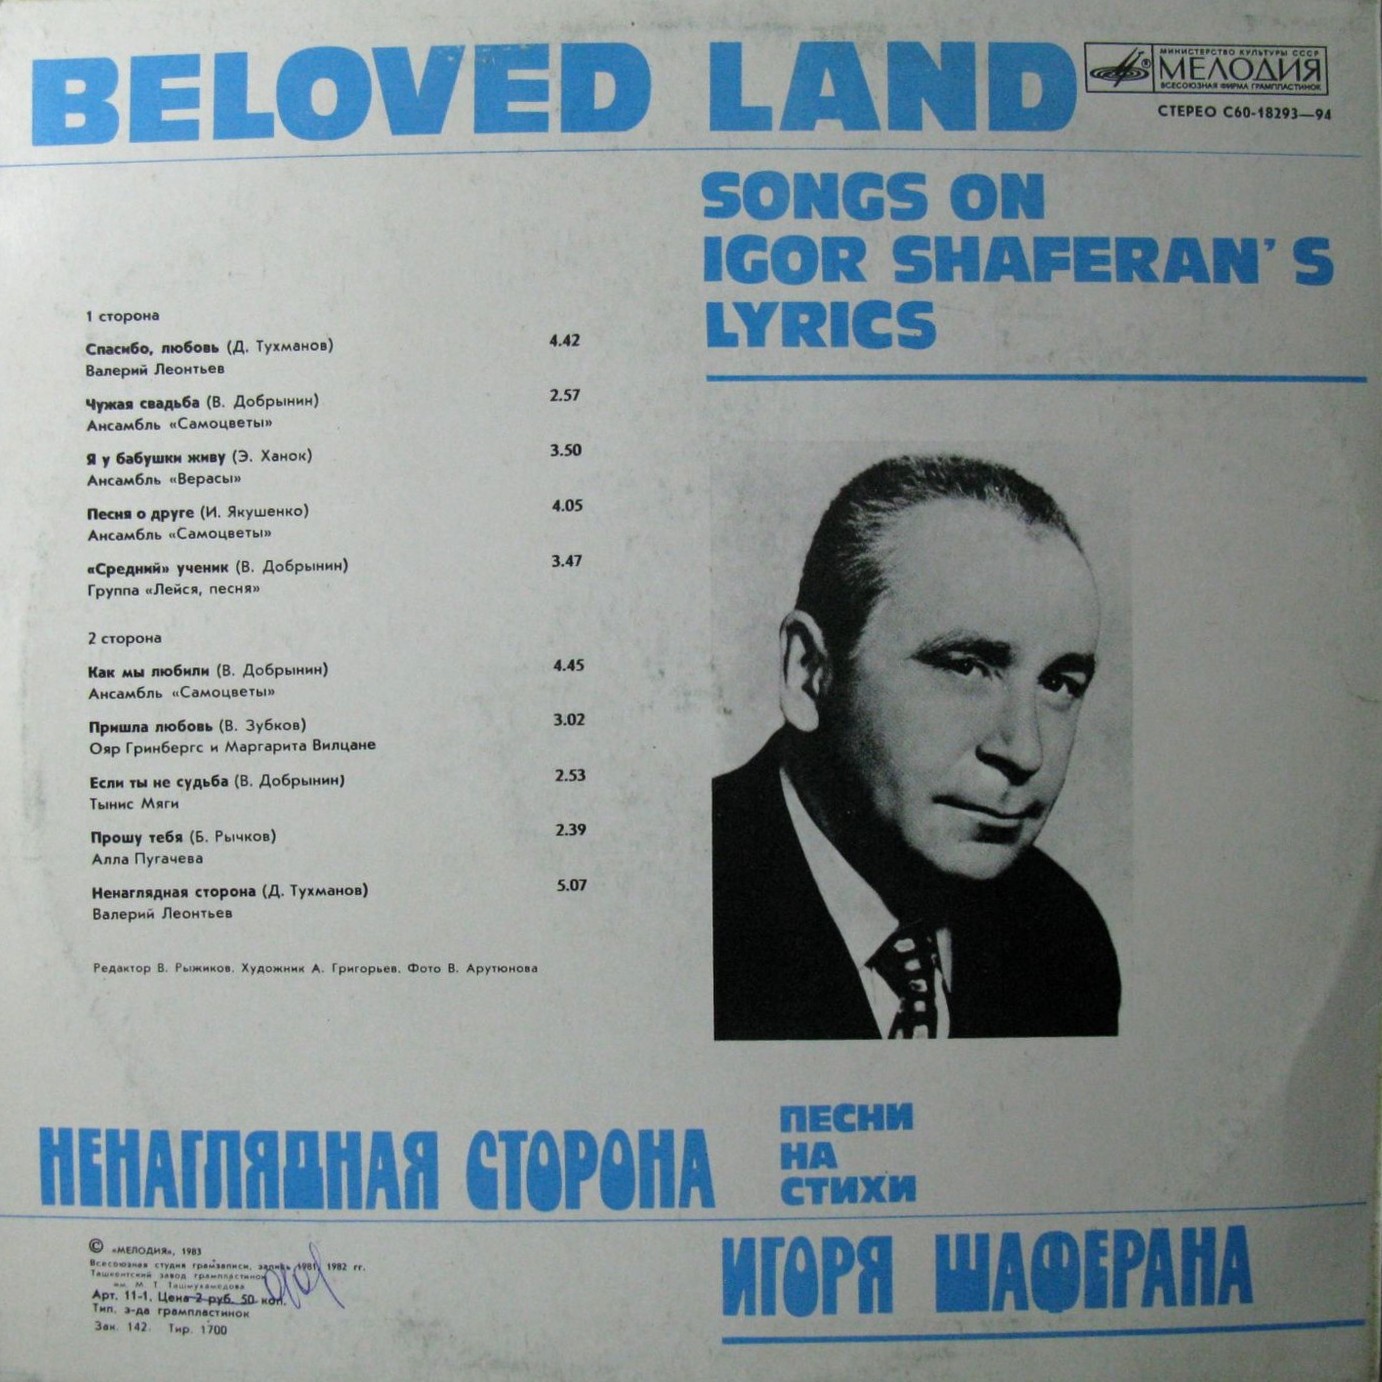 BELOVED LAND
МИНИСТЕРСТВО КУЛЬТУРЫ СССР
МЕЛОДИЯ
ВСЕСОЮЗНАЯ ФИРМА ГРАМПЛАСТИНОК
СТЕРЕО С60-18293—94
SONGS ON
IGOR SHAFERAN'S
LYRICS
1 сторона
Спасибо, любовь (Д. Тухманов) 4.42
Валерий Леонтьев
Чужая свадьба (В. Добрынин) 2.57
Ансамбль «Самоцветы»
Я у бабушки живу (Э. Ханок) 3.50
Ансамбль «Верасы»
Песня о друге (И. Якушенко) 4.05
Ансамбль «Самоцветы»
«Средний» ученик (В. Добрынин) 3.47
Группа «Лейся, песня»
2 сторона
Как мы любили (В. Добрынин) 4.45
Ансамбль «Самоцветы»
Пришла любовь (В. Зубков) 3.02
Ояр Гринбергс и Маргарита Вилцане
Если ты не судьба (В. Добрынин) 2.53
Тынис Мяги
Прошу тебя (Б. Рычков) 2.39
Алла Пугачева
Ненаглядная сторона (Д. Тухманов) 5.07
Валерий Леонтьев
Редактор В. Рыжиков. Художник А. Григорьев. Фото В. Арутюнова
НЕНАГЛЯДНАЯ СТОРОНА
ПЕСНИ
НА
СТИХИ
ИГОРЯ ШАФЕРАНА
© «МЕЛОДИЯ», 1983
Всесоюзная студия грамзаписи, запись 1981, 1982 гг.
Ташкентский завод грампластинок
им. М. Т. Ташмухамедова
Арт. 11-1. Цена 2 руб. 50 коп.
Тип. з-да грампластинок
Зак. 142. Тир. 1700